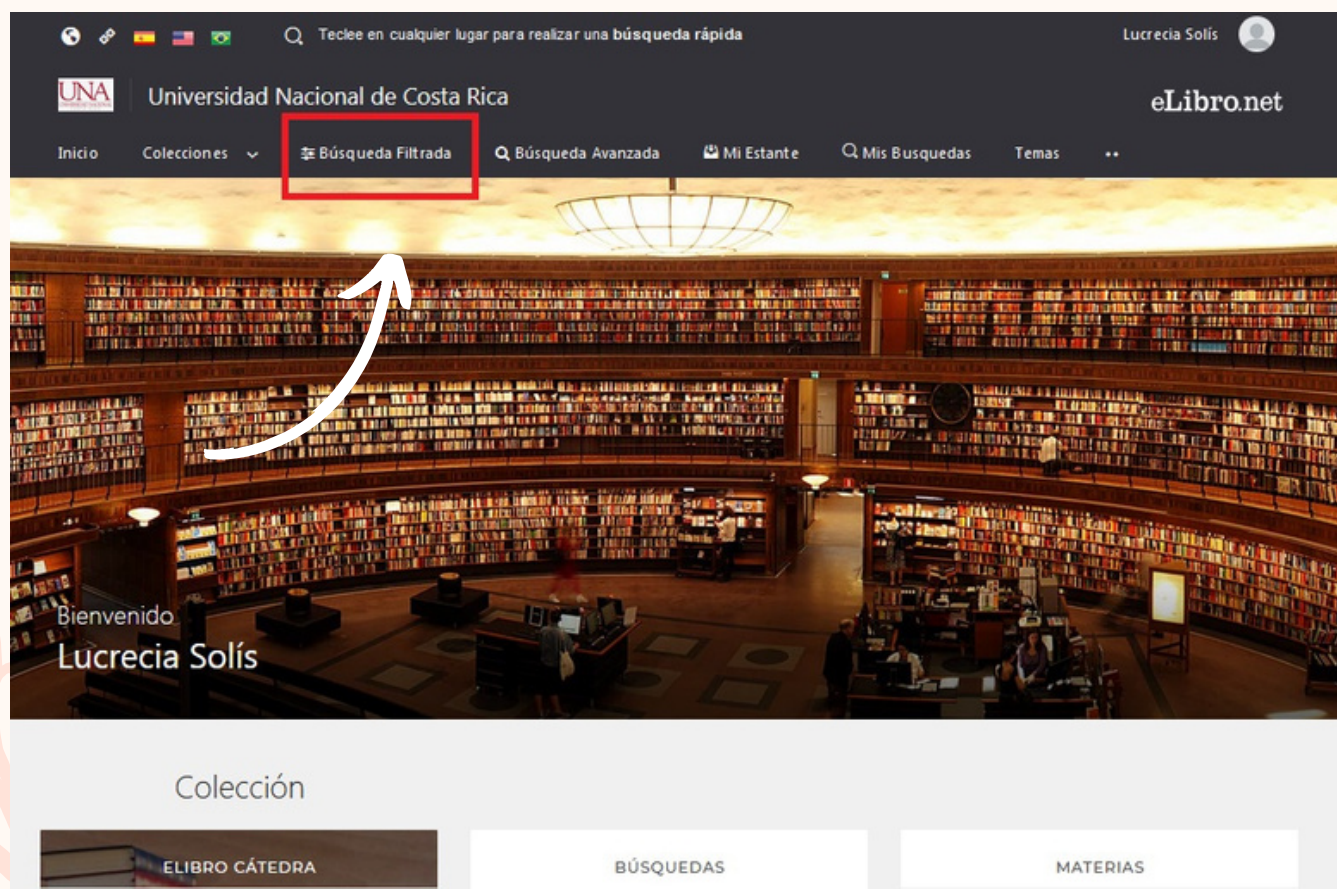 Teclee en cualquier lugar para realizar una búsqueda rápida
Lucrecia Solís
UNA
Universidad Nacional de Costa Rica
eLibro.net
Inicio
Colecciones
Búsqueda Filtrada
Búsqueda Avanzada
Mi Estante
Mis Busquedas
Temas
Bienvenido
Lucrecia Solís
Colección
ELIBRO CÁTEDRA
BÚSQUEDAS
MATERIAS